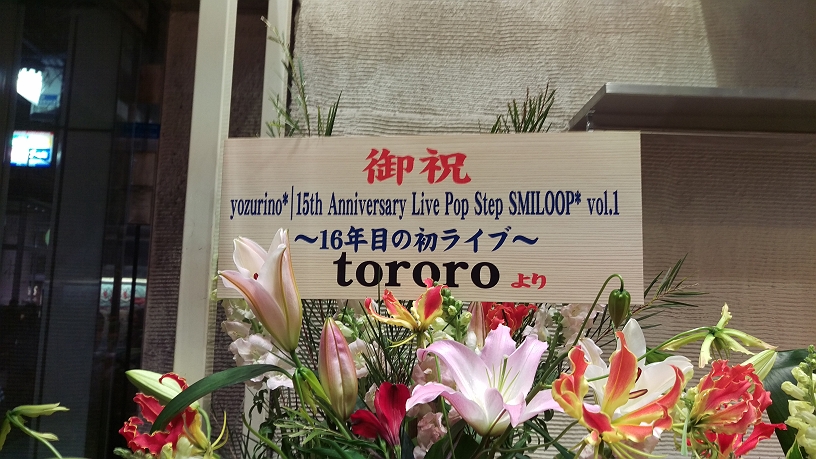 御祝
yozurino*|15th Anniversary Live Pop Step SMILOOP* vol.1
～16年目の初ライブ～
tororo より